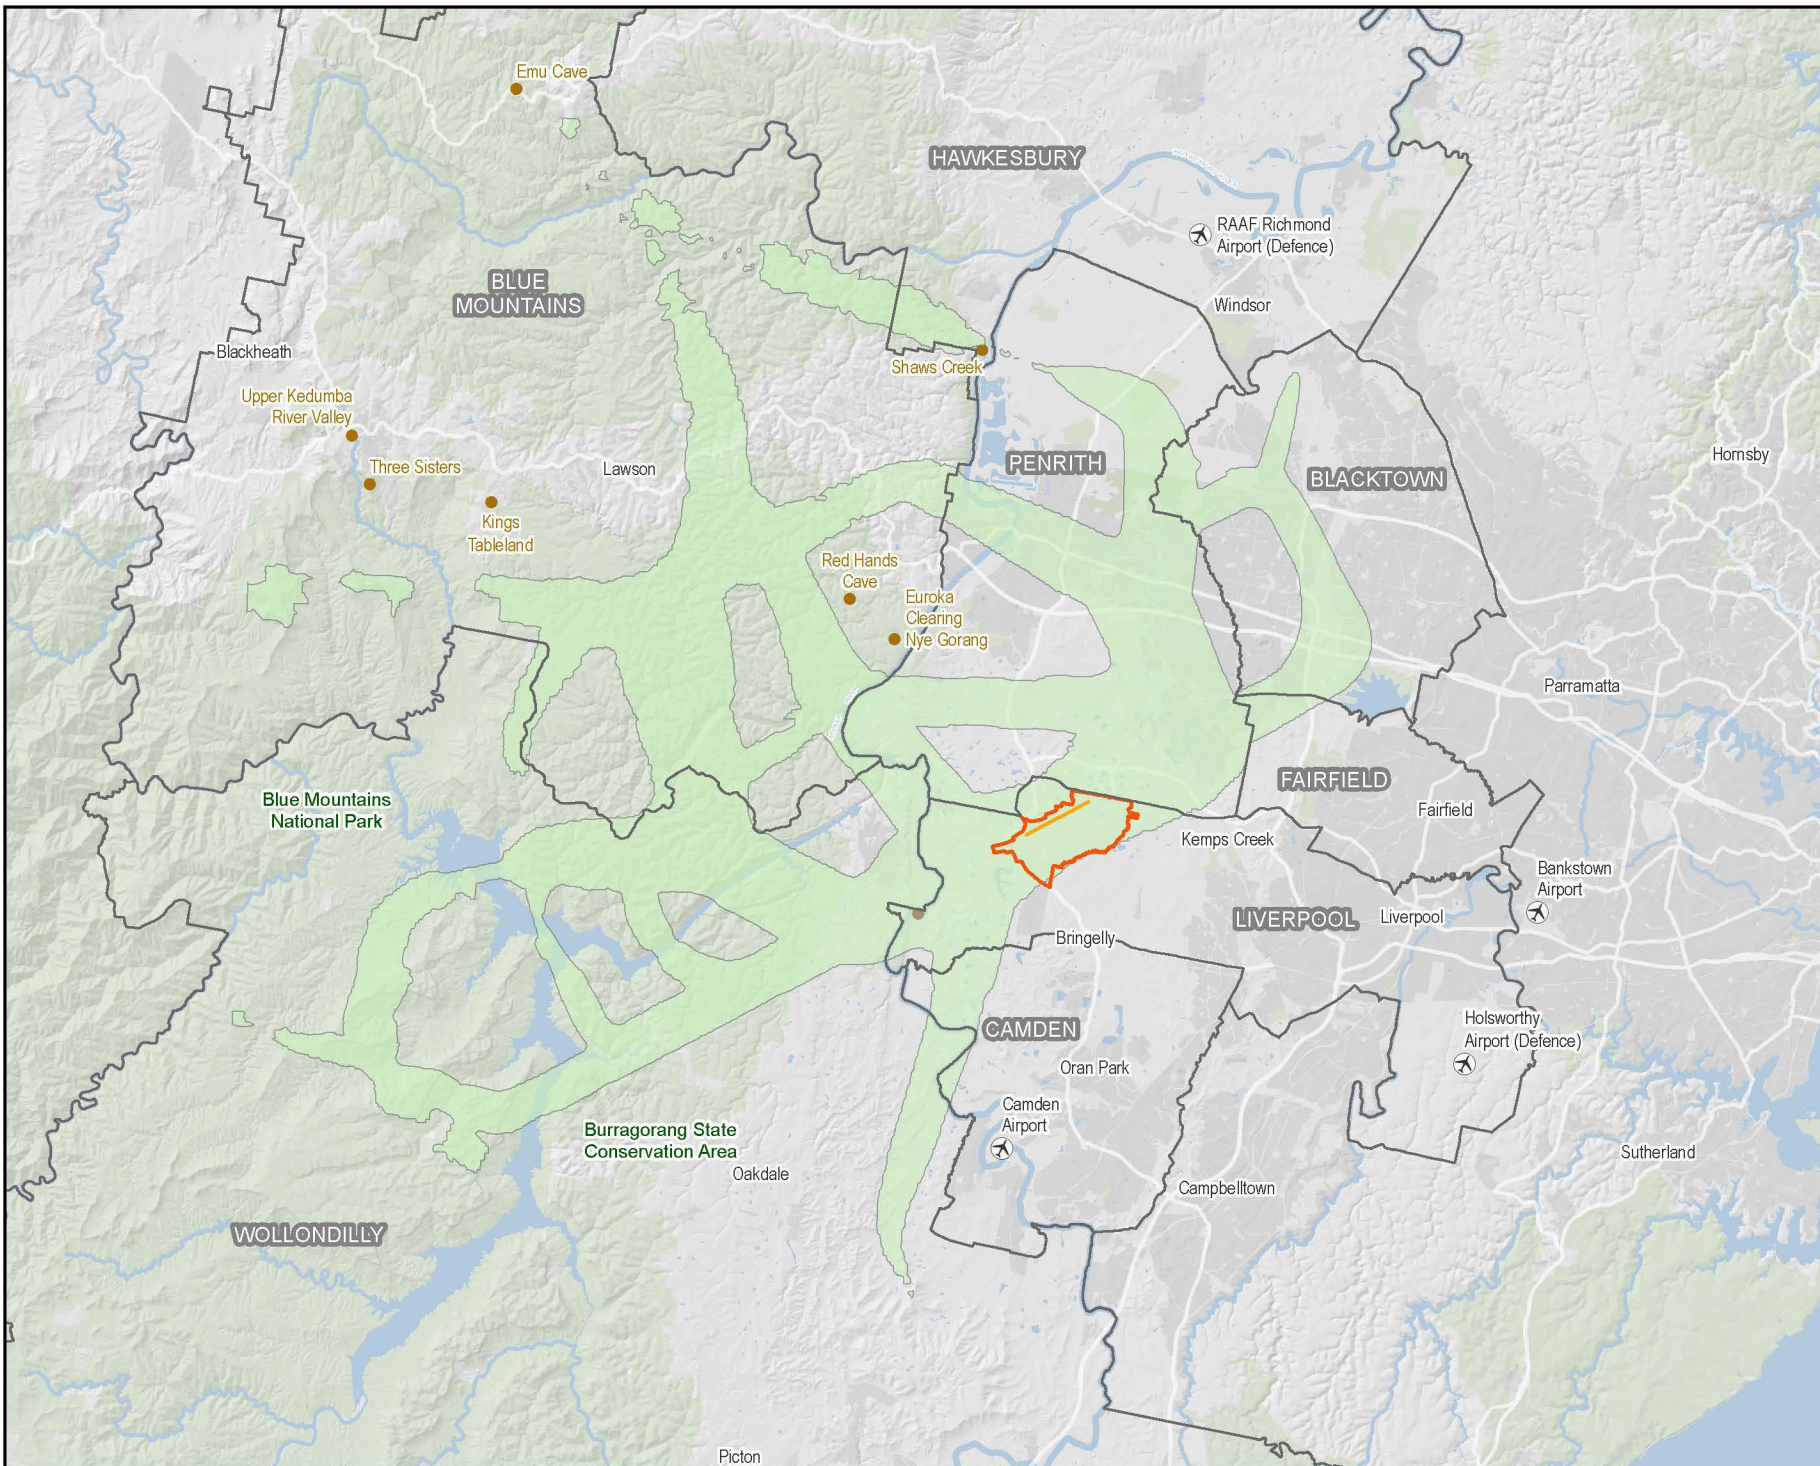 Emu Cave
HAWKESBURY
RAAF Richmond
Airport (Defence)
BLUE
MOUNTAINS
Windsor
Blackheath
Shaws Creek
Upper Kedumba
River Valley
Three Sisters
Lawson
PENRITH
BLACKTOWN
Hornsby
Kings
Tableland
Red Hands
Cave
Euroka
Clearing
Nye Gorang
Parramatta
Blue Mountains
National Park
FAIRFIELD
Fairfield
Kemps Creek
Bankstown
Airport
LIVERPOOL
Liverpool
Bringelly
CAMDEN
Holsworthy
Airport (Defence)
Oran Park
Camden
Airport
Burragorang State
Conservation Area
Oakdale
Sutherland
Campbelltown
WOLLONDILLY
Picton